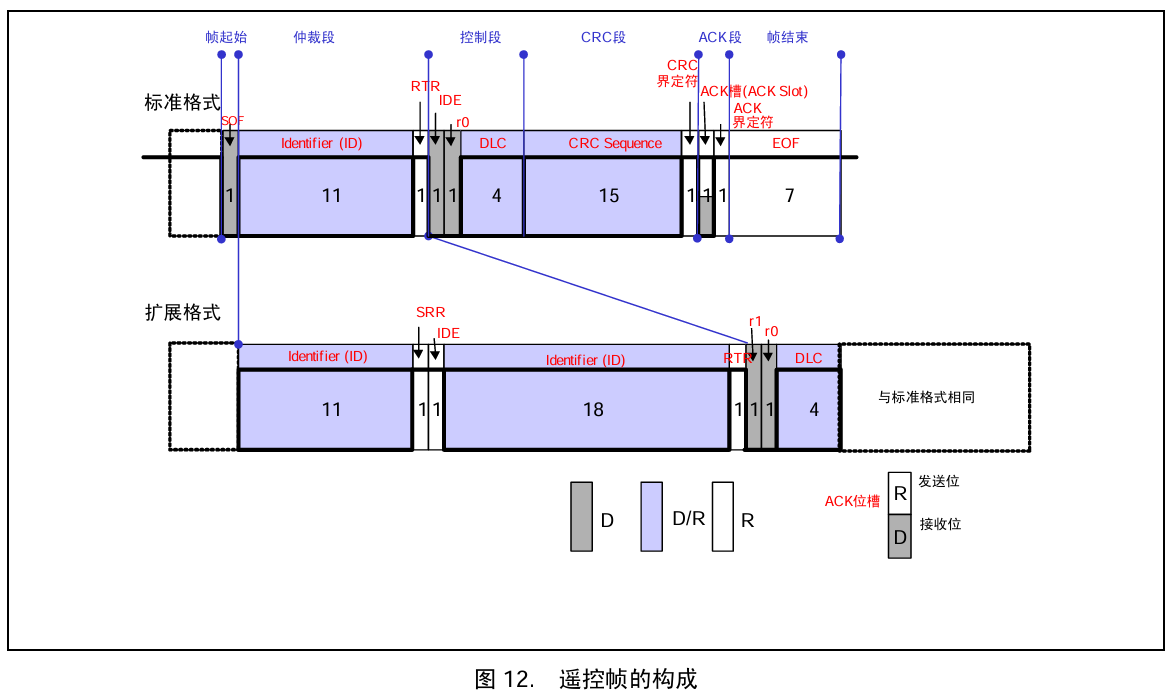 帧起始 仲裁段 控制段 CRC段 ACK段 帧结束
CRC
界定符
RTR
ACK槽(ACK Slot)
IDE
标准格式
ACK
界定符
SOF
r0
Identifier (ID) DLC CRC Sequence EOF
1 11 1 1 1 4 15 1 1 1 7
扩展格式
SRR
r1
IDE
r0
Identifier (ID) Identifier (ID) RTR DLC
11 1 1 18 1 1 1 4
与标准格式相同
D D/R R
ACK位槽
R 发送位
D 接收位
图 12. 遥控帧的构成